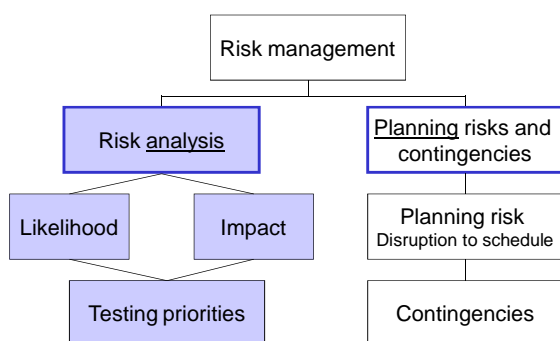 Risk management
Risk analysis
Planning risks and
contingencies
Likelihood
Impact
Planning risk
Disruption to schedule
Testing priorities
Contingencies